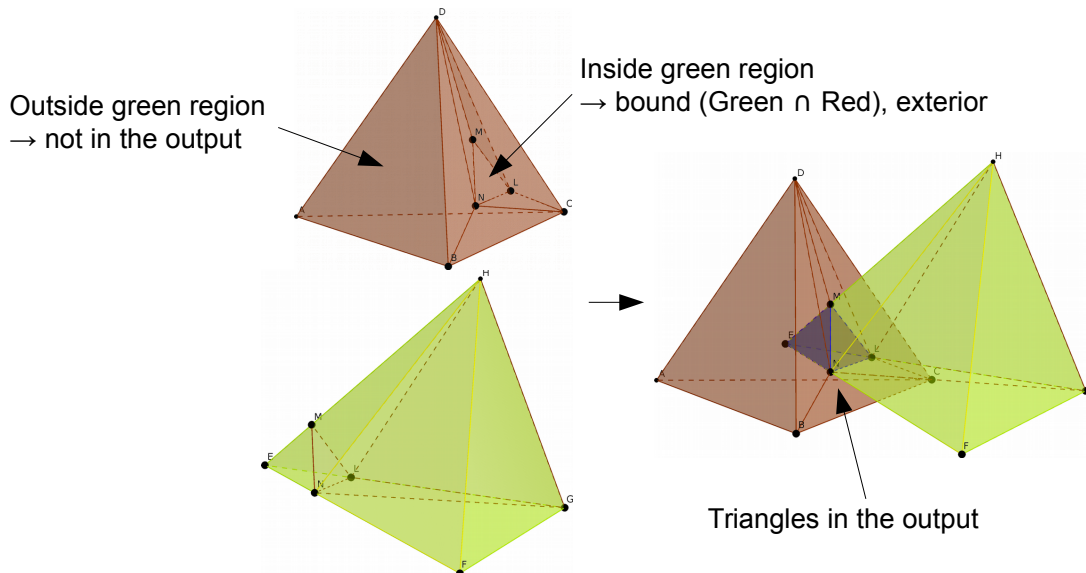 Outside green region
→ not in the output
Inside green region
→ bound (Green ∩ Red), exterior
D
M
N
L
A
C
B
H
M
E
L
N
G
F
D
H
M
E
L
N
A
C
B
F
Triangles in the output